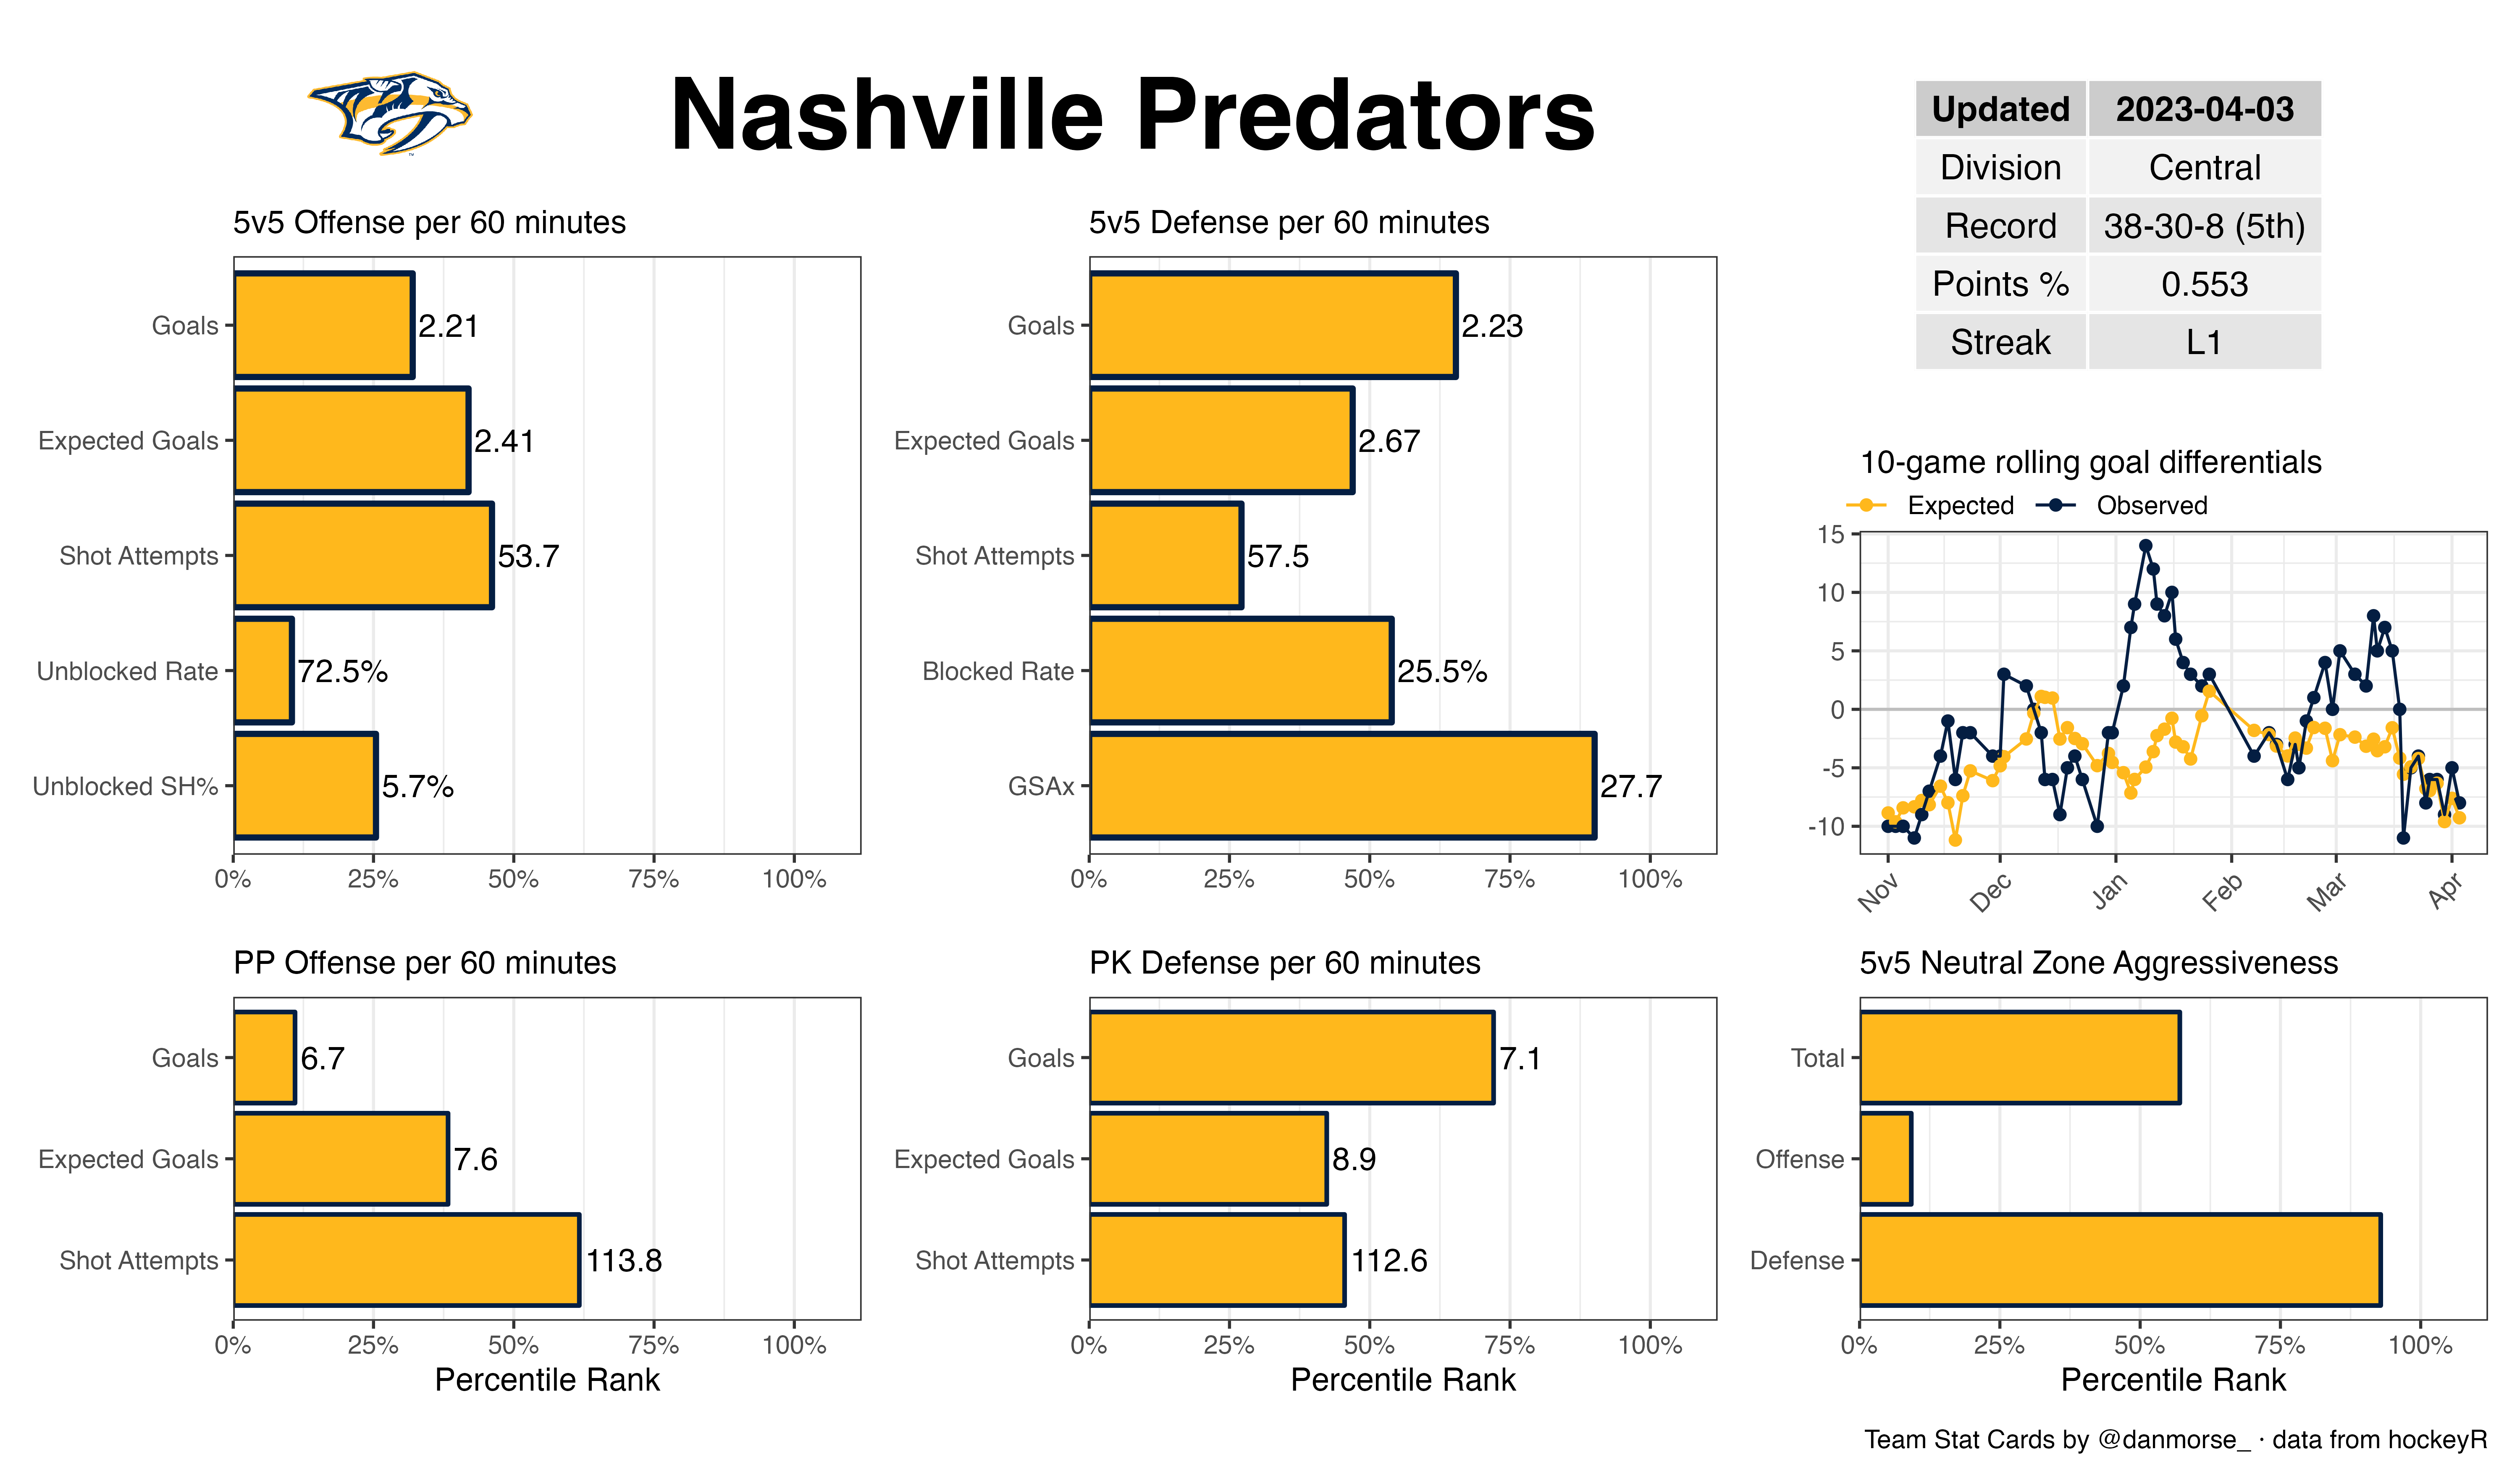 Nashville Predators
Updated 2023-04-03
Division Central
Record 38-30-8 (5th)
Points % 0.553
Streak L1
5v5 Offense per 60 minutes
Goals 2.21
Expected Goals 2.41
Shot Attempts 53.7
Unblocked Rate 72.5%
Unblocked SH% 5.7%
0% 25% 50% 75% 100%
5v5 Defense per 60 minutes
Goals 2.23
Expected Goals 2.67
Shot Attempts 57.5
Blocked Rate 25.5%
GSAx 27.7
0% 25% 50% 75% 100%
10-game rolling goal differentials
Expected Observed
15
10
5
0
-5
-10
Nov Dec Jan Feb Mar Apr
PP Offense per 60 minutes
Goals 6.7
Expected Goals 7.6
Shot Attempts 113.8
0% 25% 50% 75% 100%
Percentile Rank
PK Defense per 60 minutes
Goals 7.1
Expected Goals 8.9
Shot Attempts 112.6
0% 25% 50% 75% 100%
Percentile Rank
5v5 Neutral Zone Aggressiveness
Total
Offense
Defense
0% 25% 50% 75% 100%
Percentile Rank
Team Stat Cards by @danmorse_ · data from hockeyR